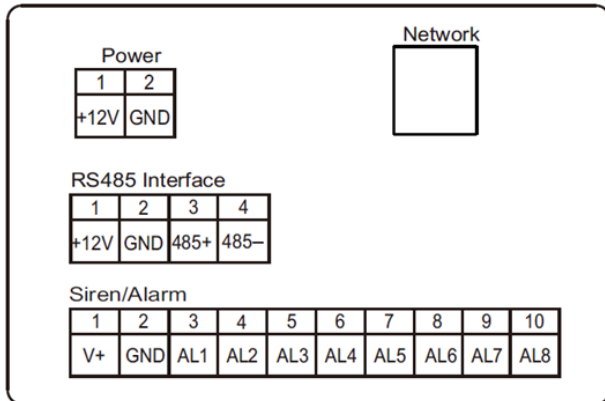 Power
Network
1 2
+12V GND
RS485 Interface
1 2 3 4
+12V GND 485+ 485–
Siren/Alarm
1 2 3 4 5 6 7 8 9 10
V+ GND AL1 AL2 AL3 AL4 AL5 AL6 AL7 AL8